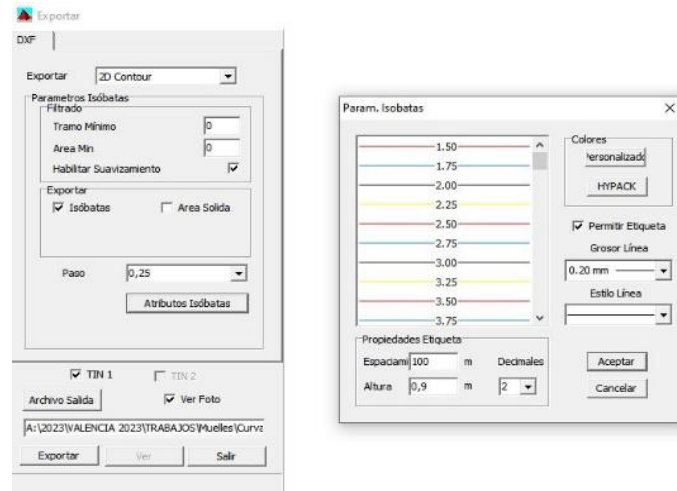 Exportar
DXF
Exportar 2D Contour
Parametros Isóbatas
Filtrado
Tramo Mínimo 0
Area Min 0
Habilitar Suavizamiento
Exportar
Isóbatas Area Solida
Paso 0,25
Atributos Isóbatas
TIN 1 TIN 2
Archivo Salida Ver Foto
A:\2023\VALENCIA 2023\TRABAJOS\Muelles\Curva
Exportar Ver Salir
Param. Isobatas
1.50
1.75
2.00
2.25
2.50
2.75
3.00
3.25
3.50
3.75
Colores
Personalizado
HYPACK
Permitir Etiqueta
Grosor Línea
0.20 mm
Estilo Línea
Propiedades Etiqueta
Espaciami 100 m Decimales
Altura 0,9 m 2
Aceptar
Cancelar